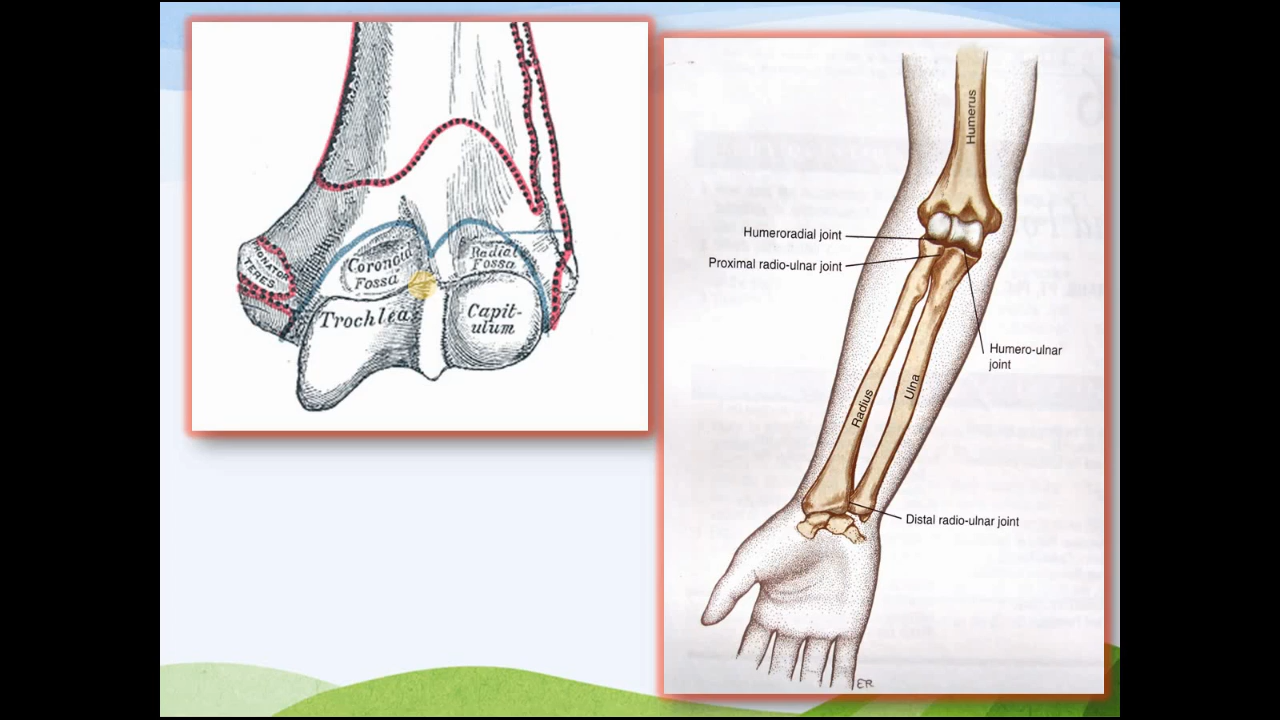 PRONATOR
TERES
Coronoid
Fossa
Radial
Fossa
Trochlea
Capit-
ulum
Humerus
Humeroradial joint
Proximal radio-ulnar joint
Humero-ulnar
joint
Radius
Ulna
Distal radio-ulnar joint
ER